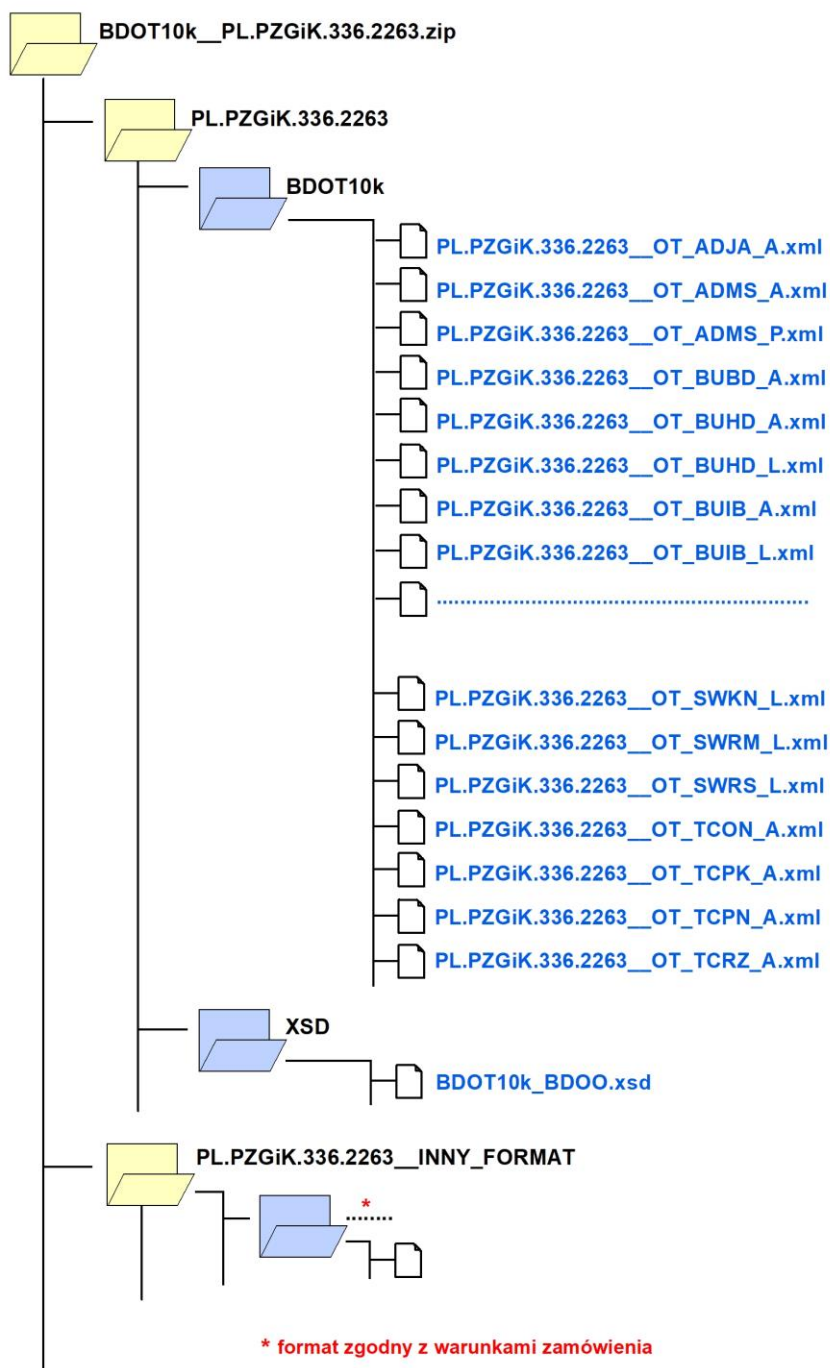 BDOT10k__PL.PZGiK.336.2263.zip
PL.PZGiK.336.2263
BDOT10k
PL.PZGiK.336.2263__OT_ADJA_A.xml
PL.PZGiK.336.2263__OT_ADMS_A.xml
PL.PZGiK.336.2263__OT_ADMS_P.xml
PL.PZGiK.336.2263__OT_BUBD_A.xml
PL.PZGiK.336.2263__OT_BUHD_A.xml
PL.PZGiK.336.2263__OT_BUHD_L.xml
PL.PZGiK.336.2263__OT_BUIB_A.xml
PL.PZGiK.336.2263__OT_BUIB_L.xml
................................................................
PL.PZGiK.336.2263__OT_SWKN_L.xml
PL.PZGiK.336.2263__OT_SWRM_L.xml
PL.PZGiK.336.2263__OT_SWRS_L.xml
PL.PZGiK.336.2263__OT_TCON_A.xml
PL.PZGiK.336.2263__OT_TCPK_A.xml
PL.PZGiK.336.2263__OT_TCPN_A.xml
PL.PZGiK.336.2263__OT_TCRZ_A.xml
XSD
BDOT10k_BDOO.xsd
PL.PZGiK.336.2263__INNY_FORMAT
*
........
* format zgodny z warunkami zamówienia